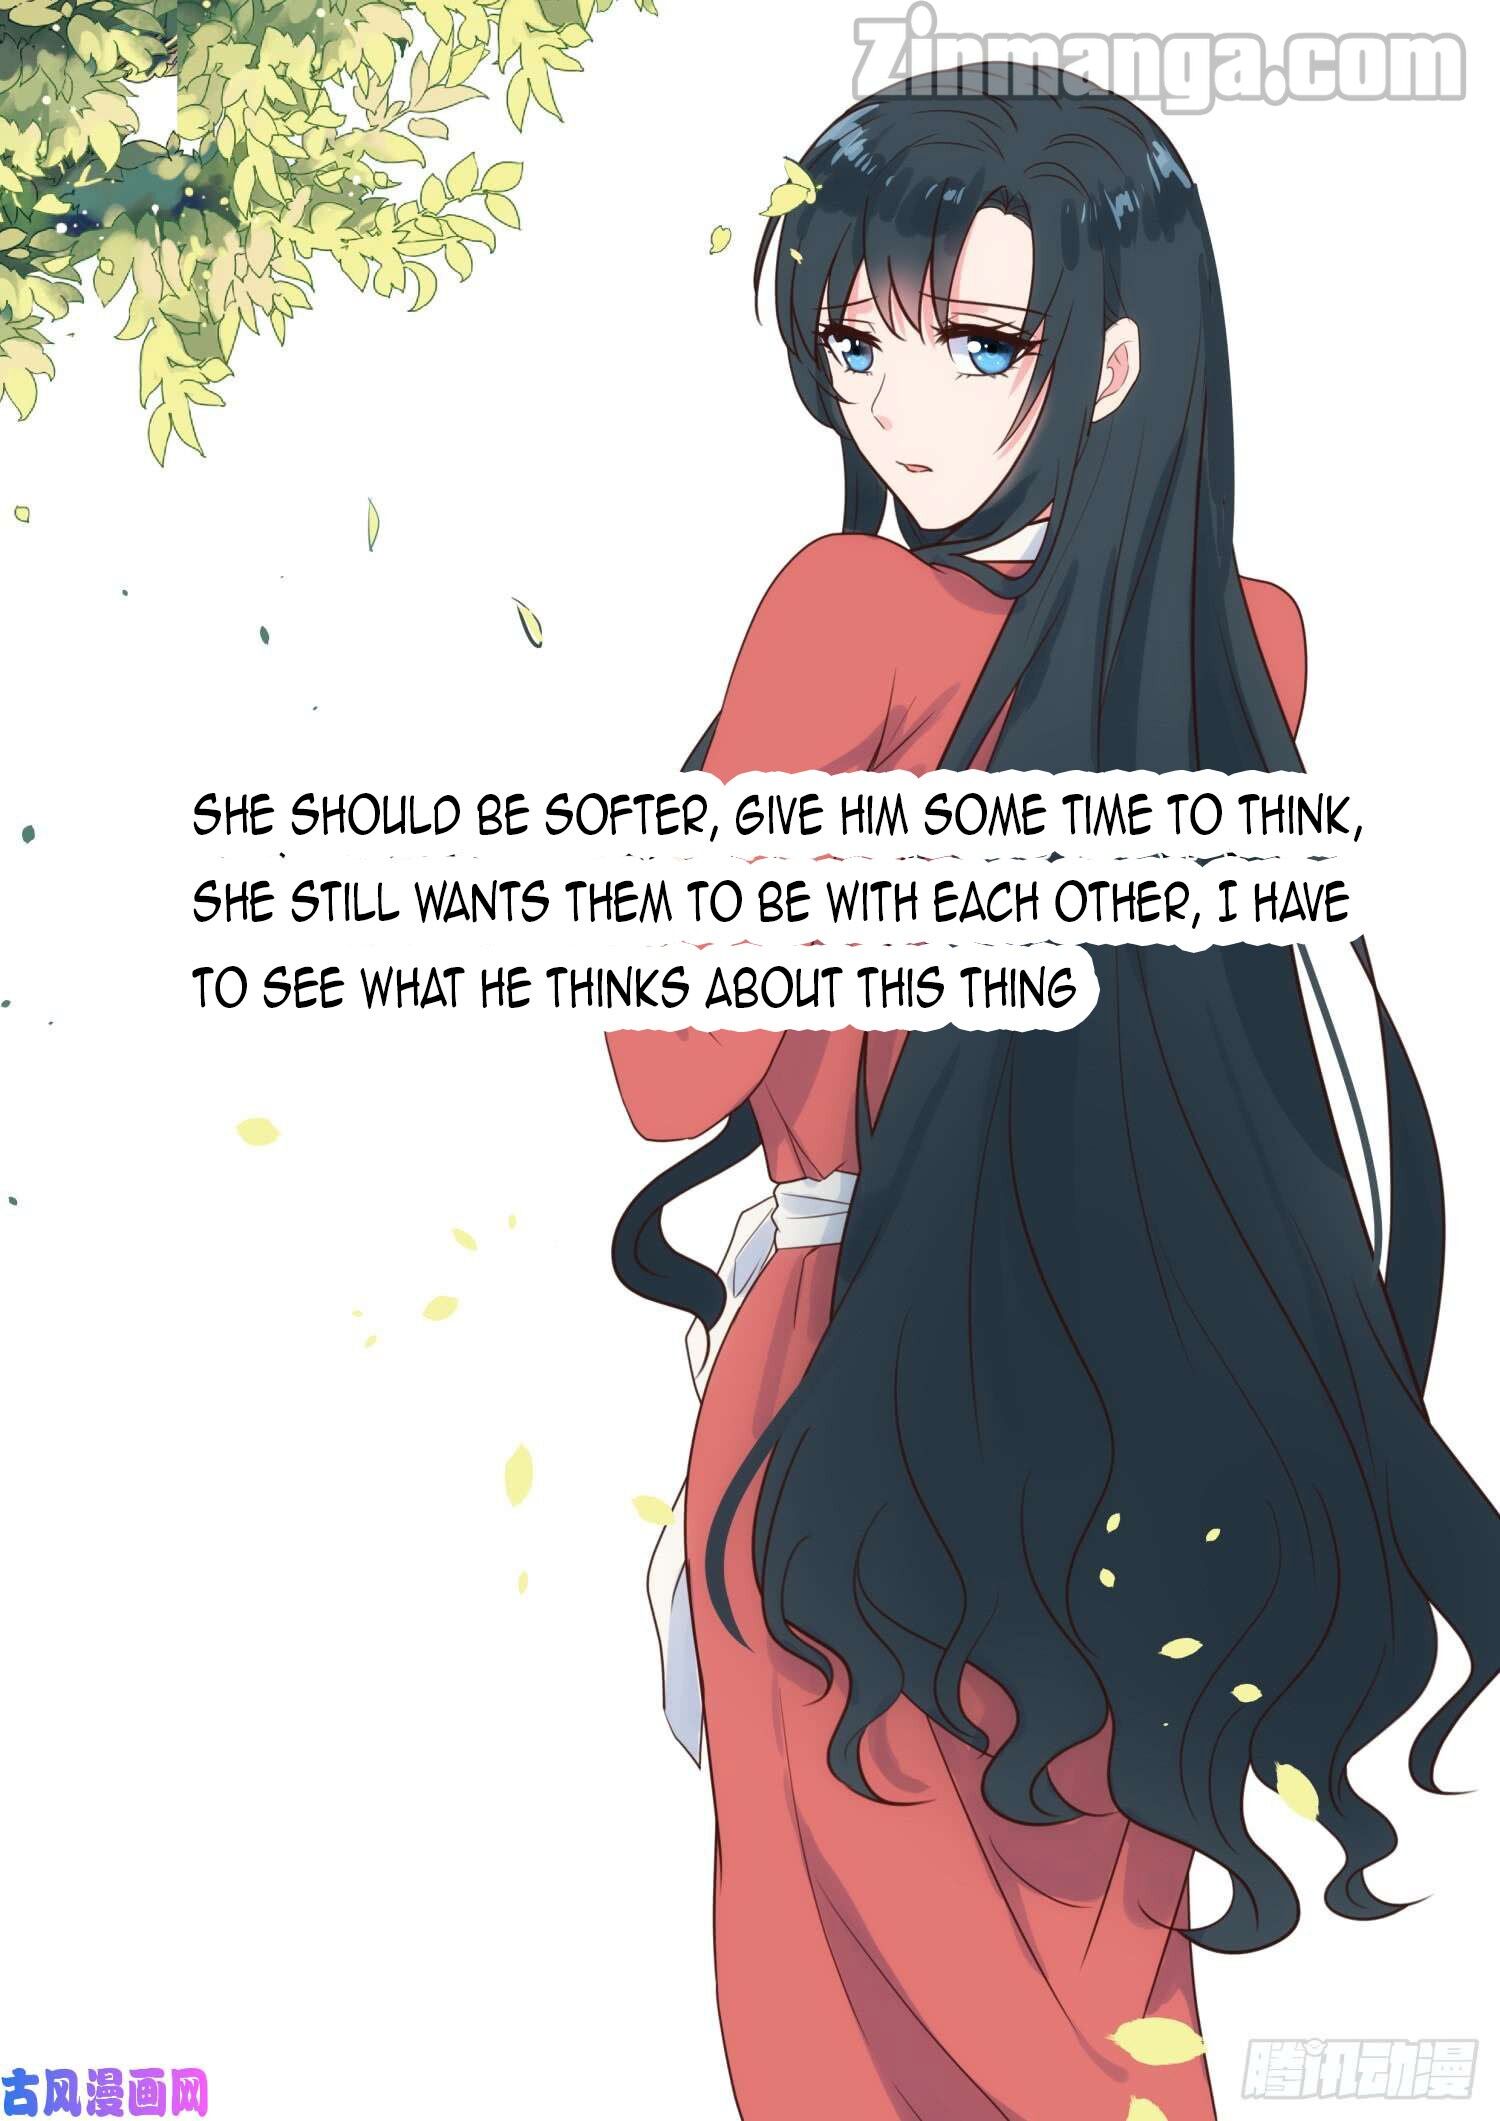 Zinmanga.com
SHE SHOULD BE SOFTER, GIVE HIM SOME TIME TO THINK,
SHE STILL WANTS THEM TO BE WITH EACH OTHER, I HAVE
TO SEE WHAT HE THINKS ABOUT THIS THING
古风漫画网
腾讯动漫